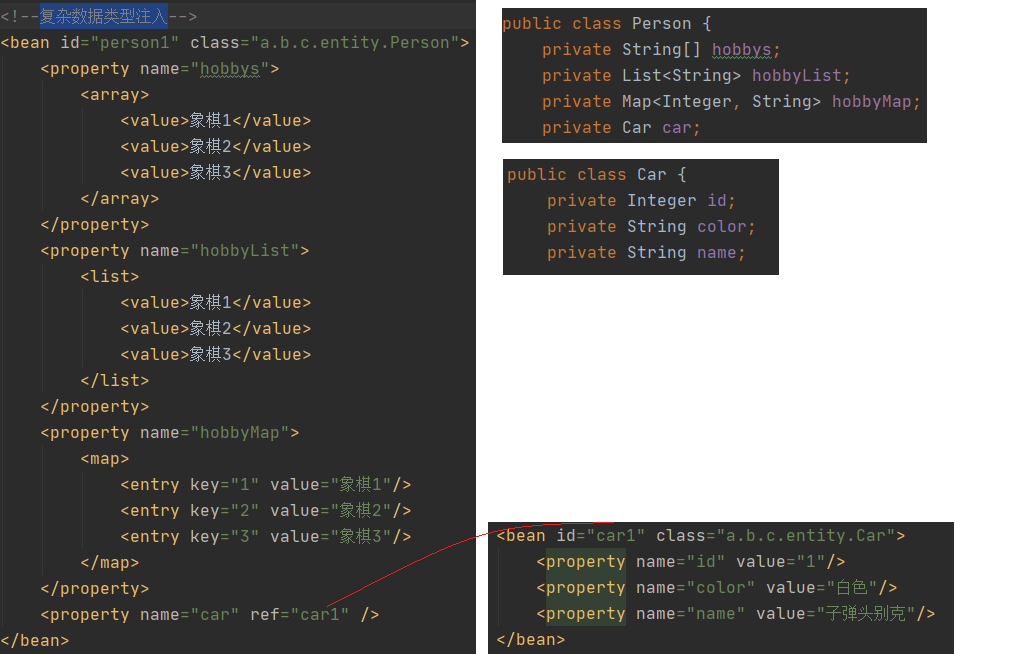 <!--复杂数据类型注入-->
<bean id="person1" class="a.b.c.entity.Person">
    <property name="hobbys">
        <array>
            <value>象棋1</value>
            <value>象棋2</value>
            <value>象棋3</value>
        </array>
    </property>
    <property name="hobbyList">
        <list>
            <value>象棋1</value>
            <value>象棋2</value>
            <value>象棋3</value>
        </list>
    </property>
    <property name="hobbyMap">
        <map>
            <entry key="1" value="象棋1"/>
            <entry key="2" value="象棋2"/>
            <entry key="3" value="象棋3"/>
        </map>
    </property>
    <property name="car" ref="car1" />
</bean>
public class Person {
    private String[] hobbys;
    private List<String> hobbyList;
    private Map<Integer, String> hobbyMap;
    private Car car;
public class Car {
    private Integer id;
    private String color;
    private String name;
<bean id="car1" class="a.b.c.entity.Car">
    <property name="id" value="1"/>
    <property name="color" value="白色"/>
    <property name="name" value="子弹头别克"/>
</bean>